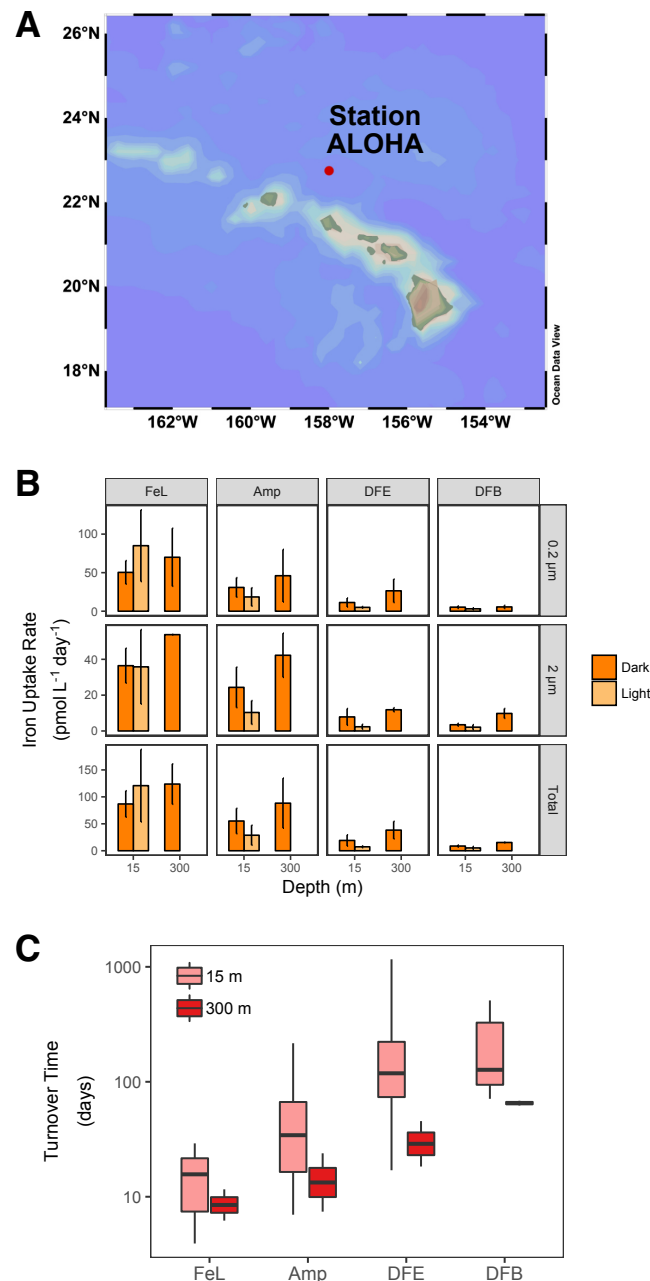 A
26°N
24°N
22°N
20°N
18°N
Station
ALOHA
162°W 160°W 158°W 156°W 154°W
Ocean Data View
B
FeL Amp DFE DFB
Iron Uptake Rate
(pmol L⁻¹ day⁻¹)
100
50
0
0.2 µm
40
20
0
2 µm
150
100
50
0
Total
15 300 15 300 15 300 15 300
Depth (m)
Dark
Light
C
Turnover Time
(days)
1000
100
10
15 m
300 m
FeL Amp DFE DFB